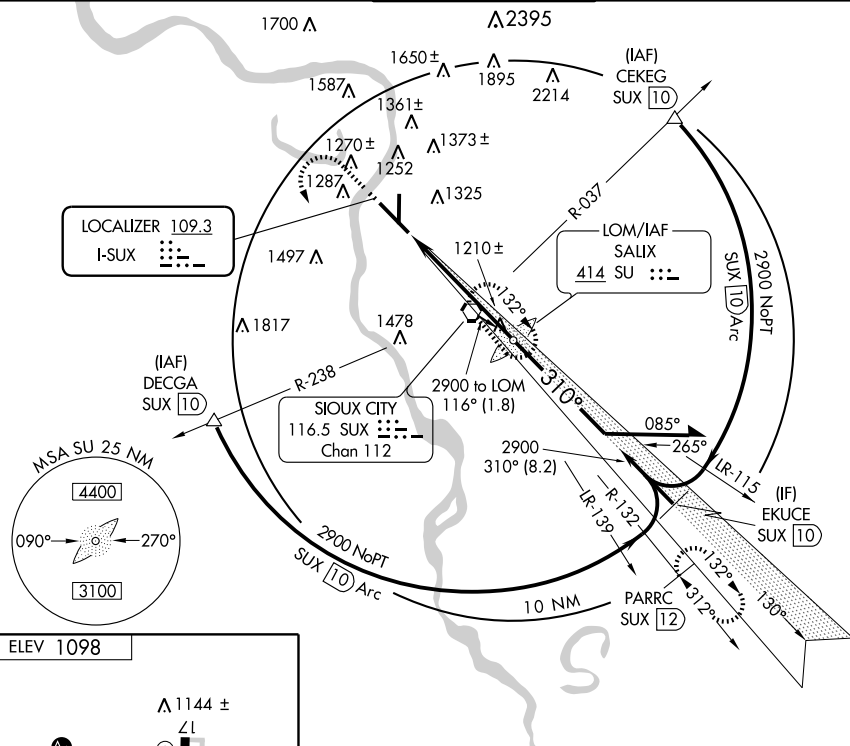 1700
2395
1650 ±
1895
2214
(IAF)
CEKEG
SUX 10
1587
1361±
1373 ±
1270 ±
1252
1287
1325
R-037
LOCALIZER 109.3
I-SUX
LOM/IAF
SALIX
414 SU
1210 ±
1497
132°
2900 NoPT
SUX 10 Arc
1817
1478
(IAF)
DECGA
SUX 10
R-238
2900 to LOM
116° (1.8)
310°
SIOUX CITY
116.5 SUX
Chan 112
085°
265°
2900
310° (8.2)
LR-115
(IF)
EKUCE
SUX 10
MSA SU 25 NM
4400
090°
270°
3100
R-132
LR-139
2900 NoPT
SUX 10 Arc
10 NM
PARRC
SUX 12
132°
312°
130°
ELEV 1098
1144 ±
17